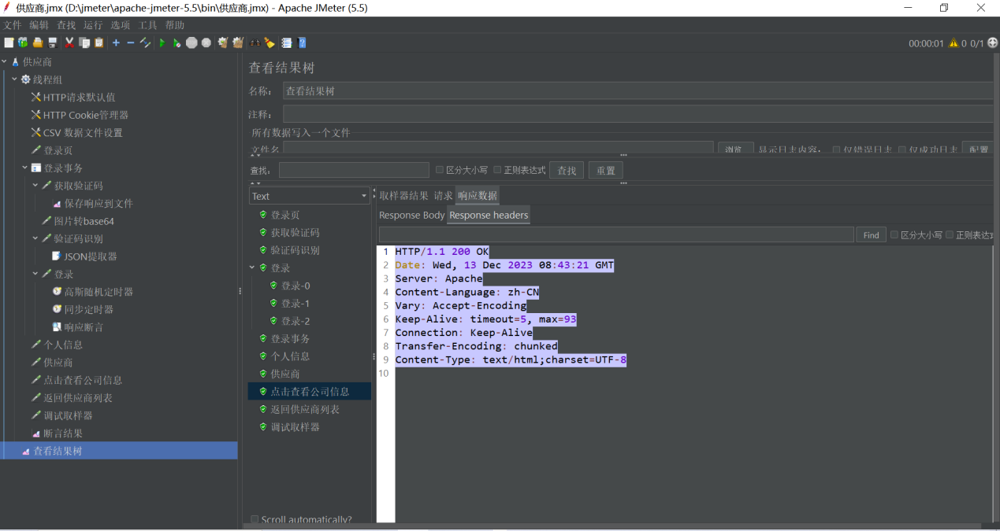 供应商.jmx (D:\jmeter\apache-jmeter-5.5\bin\供应商.jmx) - Apache JMeter (5.5)
文件 编辑 查找 运行 选项 工具 帮助
00:00:01 0 0/1
供应商
线程组
HTTP请求默认值
HTTP Cookie管理器
CSV 数据文件设置
登录页
登录事务
获取验证码
保存响应到文件
图片转base64
验证码识别
JSON提取器
登录
高斯随机定时器
同步定时器
响应断言
个人信息
供应商
点击查看公司信息
返回供应商列表
调试取样器
断言结果
查看结果树
查看结果树
名称: 查看结果树
注释:
所有数据写入一个文件
文件名 浏览 显示日志内容: 仅错误日志 仅成功日志 配置
查找: 区分大小写 正则表达式 查找 重置
Text
登录页
获取验证码
验证码识别
登录
登录-0
登录-1
登录-2
登录事务
个人信息
供应商
点击查看公司信息
返回供应商列表
调试取样器
Scroll automatically?
取样器结果 请求 响应数据
Response Body Response headers
Find 区分大小写 正则表达式
1 HTTP/1.1 200 OK
2 Date: Wed, 13 Dec 2023 08:43:21 GMT
3 Server: Apache
4 Content-Language: zh-CN
5 Vary: Accept-Encoding
6 Keep-Alive: timeout=5, max=93
7 Connection: Keep-Alive
8 Transfer-Encoding: chunked
9 Content-Type: text/html;charset=UTF-8
10